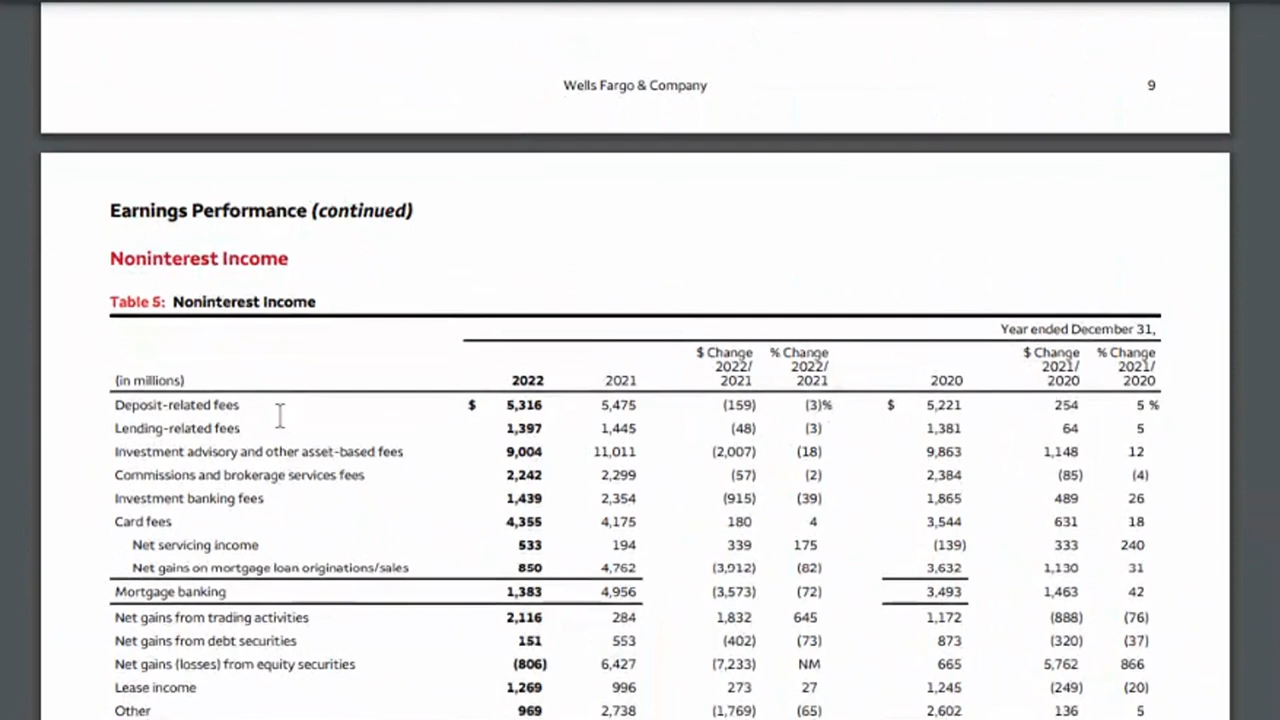 Wells Fargo & Company 9
Earnings Performance (continued)
Noninterest Income
Table 5: Noninterest Income
Year ended December 31,
(in millions) 2022 2021 $ Change 2022/ 2021 % Change 2022/ 2021 2020 $ Change 2021/ 2020 % Change 2021/ 2020
Deposit-related fees $ 5,316 5,475 (159) (3)% $ 5,221 254 5 %
Lending-related fees 1,397 1,445 (48) (3) 1,381 64 5
Investment advisory and other asset-based fees 9,004 11,011 (2,007) (18) 9,863 1,148 12
Commissions and brokerage services fees 2,242 2,299 (57) (2) 2,384 (85) (4)
Investment banking fees 1,439 2,354 (915) (39) 1,865 489 26
Card fees 4,355 4,175 180 4 3,544 631 18
Net servicing income 533 194 339 175 (139) 333 240
Net gains on mortgage loan originations/sales 850 4,762 (3,912) (82) 3,632 1,130 31
Mortgage banking 1,383 4,956 (3,573) (72) 3,493 1,463 42
Net gains from trading activities 2,116 284 1,832 645 1,172 (888) (76)
Net gains from debt securities 151 553 (402) (73) 873 (320) (37)
Net gains (losses) from equity securities (806) 6,427 (7,233) NM 665 5,762 866
Lease income 1,269 996 273 27 1,245 (249) (20)
Other 969 2,738 (1,769) (65) 2,602 136 5